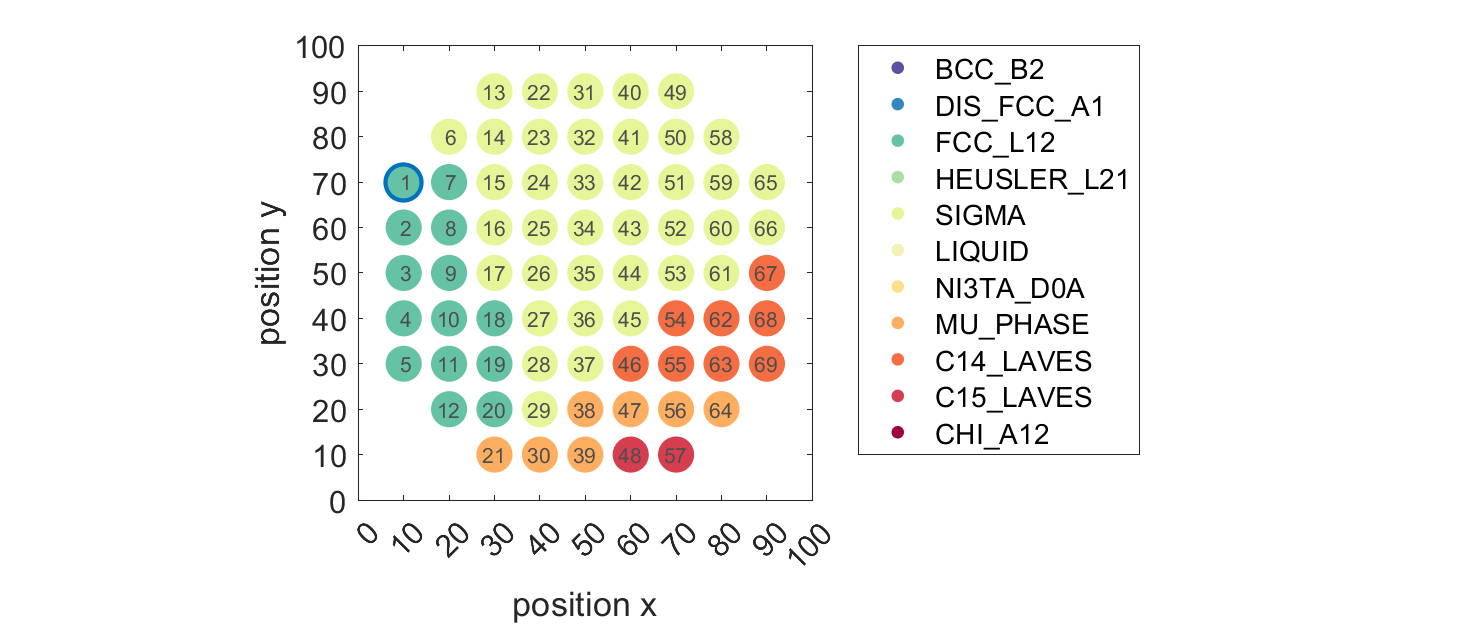 100
90
80
70
60
50
40
30
20
10
0
position y
13 22 31 40 49
6 14 23 32 41 50 58
1 7 15 24 33 42 51 59 65
2 8 16 25 34 43 52 60 66
3 9 17 26 35 44 53 61 67
4 10 18 27 36 45 54 62 68
5 11 19 28 37 46 55 63 69
12 20 29 38 47 56 64
21 30 39 48 57
0 10 20 30 40 50 60 70 80 90 100
position x
BCC_B2
DIS_FCC_A1
FCC_L12
HEUSLER_L21
SIGMA
LIQUID
NI3TA_D0A
MU_PHASE
C14_LAVES
C15_LAVES
CHI_A12